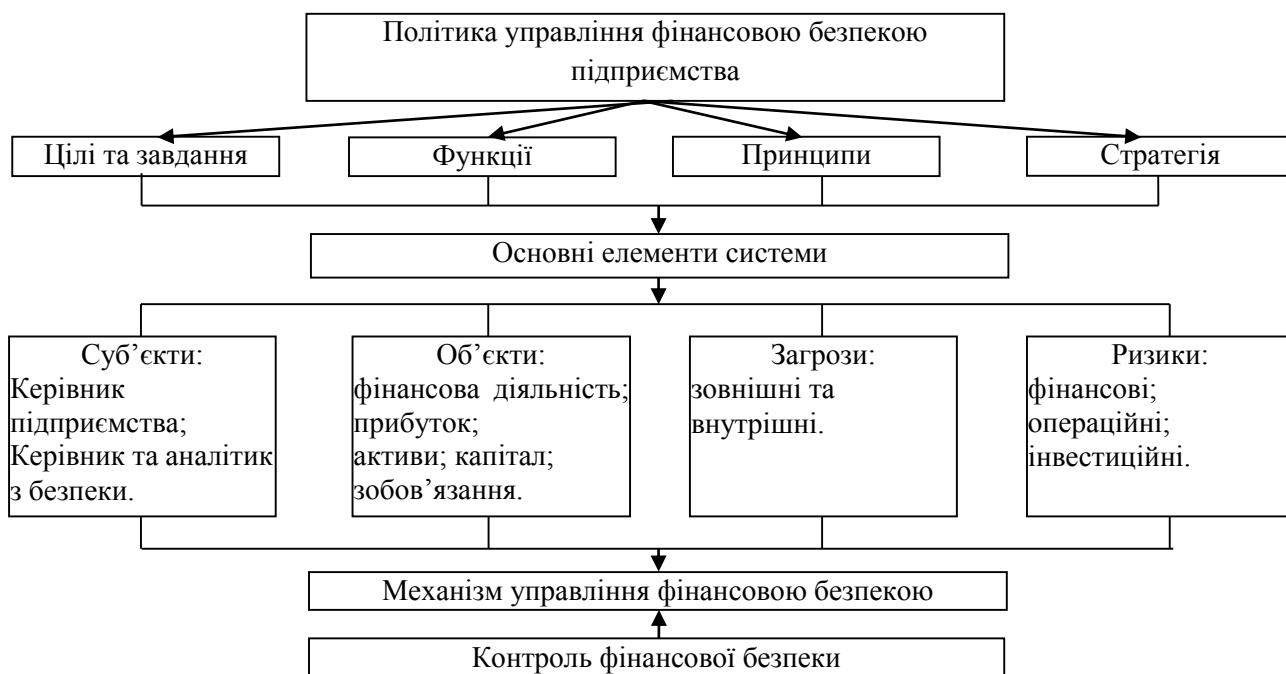 Політика управління фінансовою безпекою
підприємства
Цілі та завдання
Функції
Принципи
Стратегія
Основні елементи системи
Суб’єкти:
Керівник
підприємства;
Керівник та аналітик
з безпеки.
Об’єкти:
фінансова діяльність;
прибуток;
активи; капітал;
зобов’язання.
Загрози:
зовнішні та
внутрішні.
Ризики:
фінансові;
операційні;
інвестиційні.
Механізм управління фінансовою безпекою
Контроль фінансової безпеки